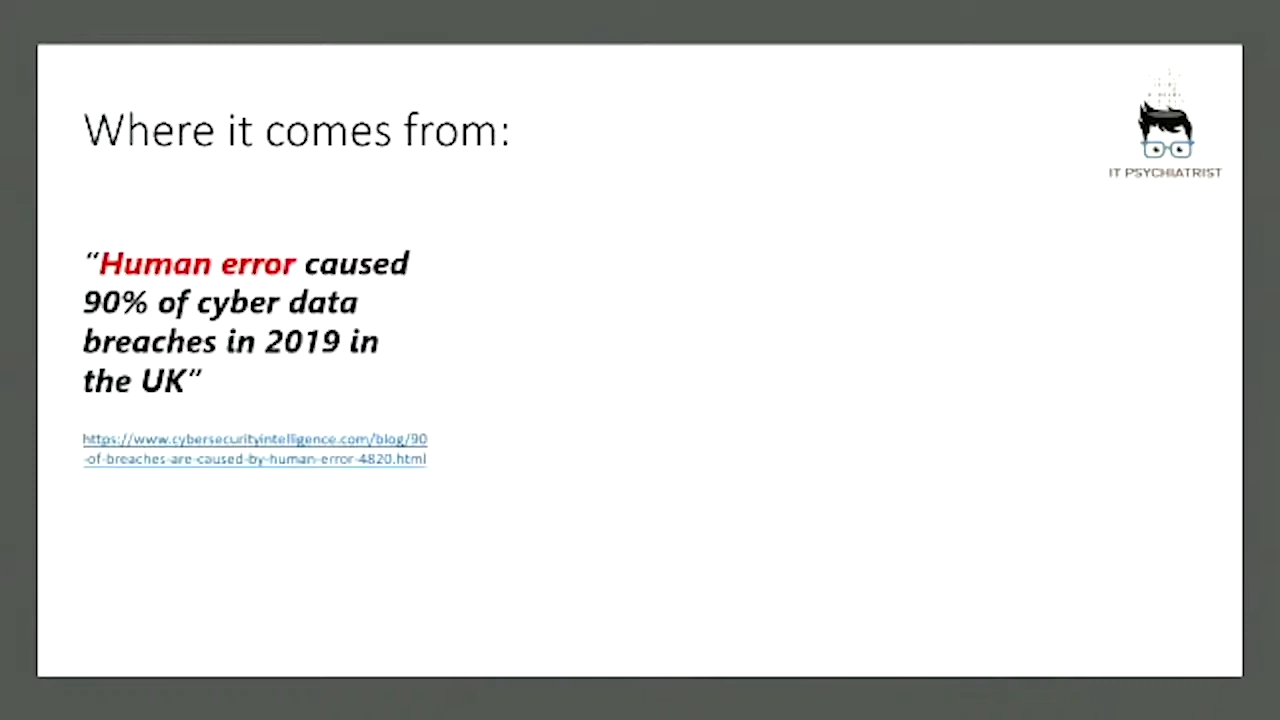 Where it comes from:
IT PSYCHIATRIST
“Human error caused
90% of cyber data
breaches in 2019 in
the UK”
https://www.cybersecurityintelligence.com/blog/90
-of-breaches-are-caused-by-human-error-4820.html